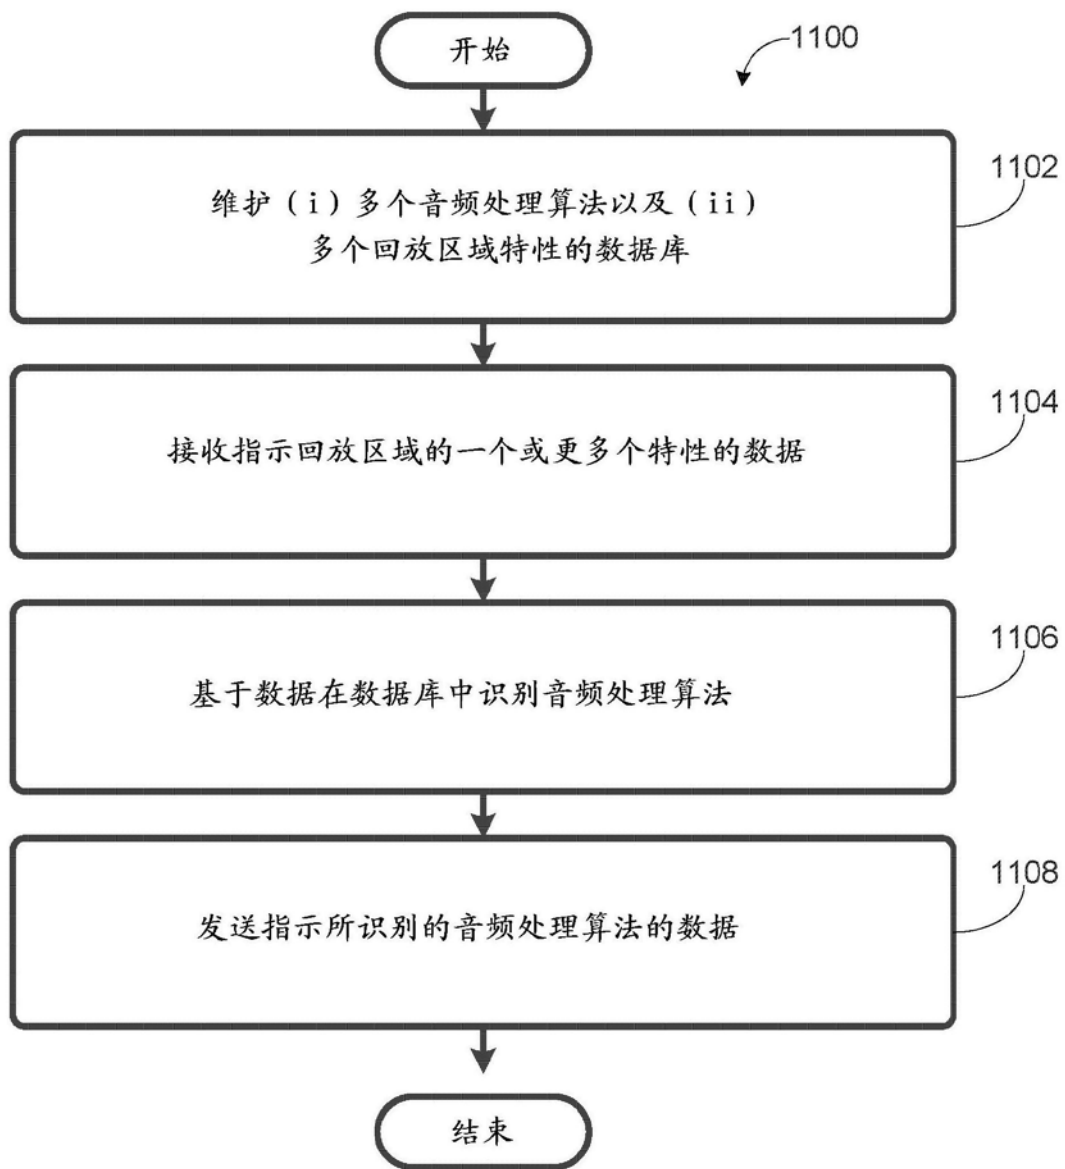 开始
1100
维护（i）多个音频处理算法以及（ii）
多个回放区域特性的数据库
1102
接收指示回放区域的一个或更多个特性的数据
1104
基于数据在数据库中识别音频处理算法
1106
发送指示所识别的音频处理算法的数据
1108
结束